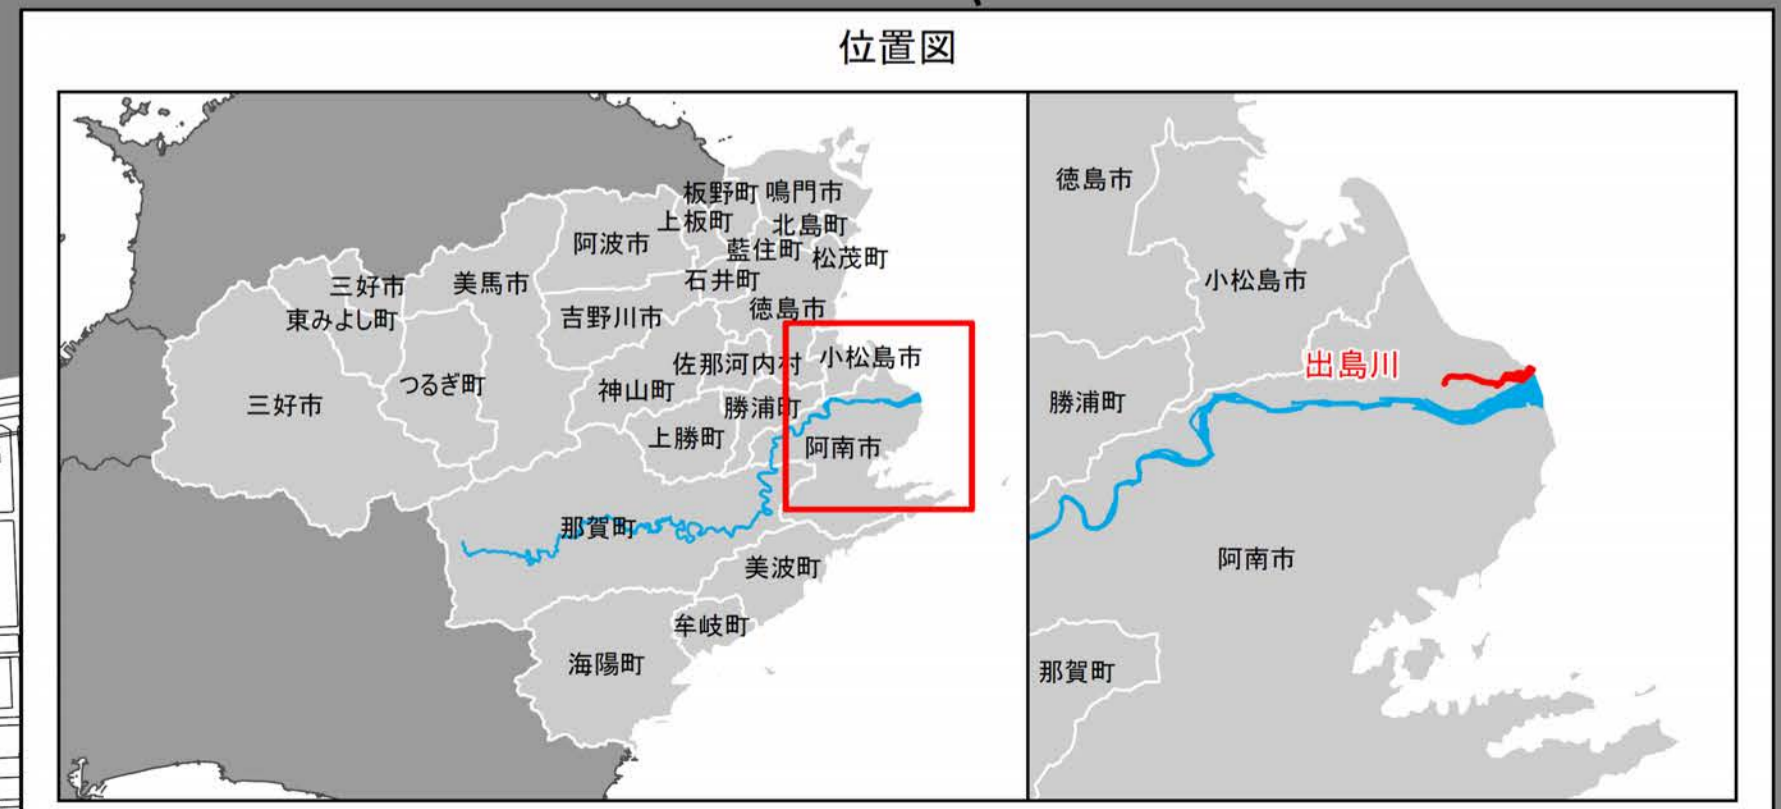 位置図
板野町
鳴門市
上板町
北島町
阿波市
藍住町
松茂町
三好市
美馬市
石井町
東みよし町
吉野川市
徳島市
佐那河内村
小松島市
つるぎ町
神山町
三好市
勝浦町
上勝町
阿南市
那賀町
美波町
牟岐町
海陽町
徳島市
小松島市
出島川
勝浦町
阿南市
那賀町